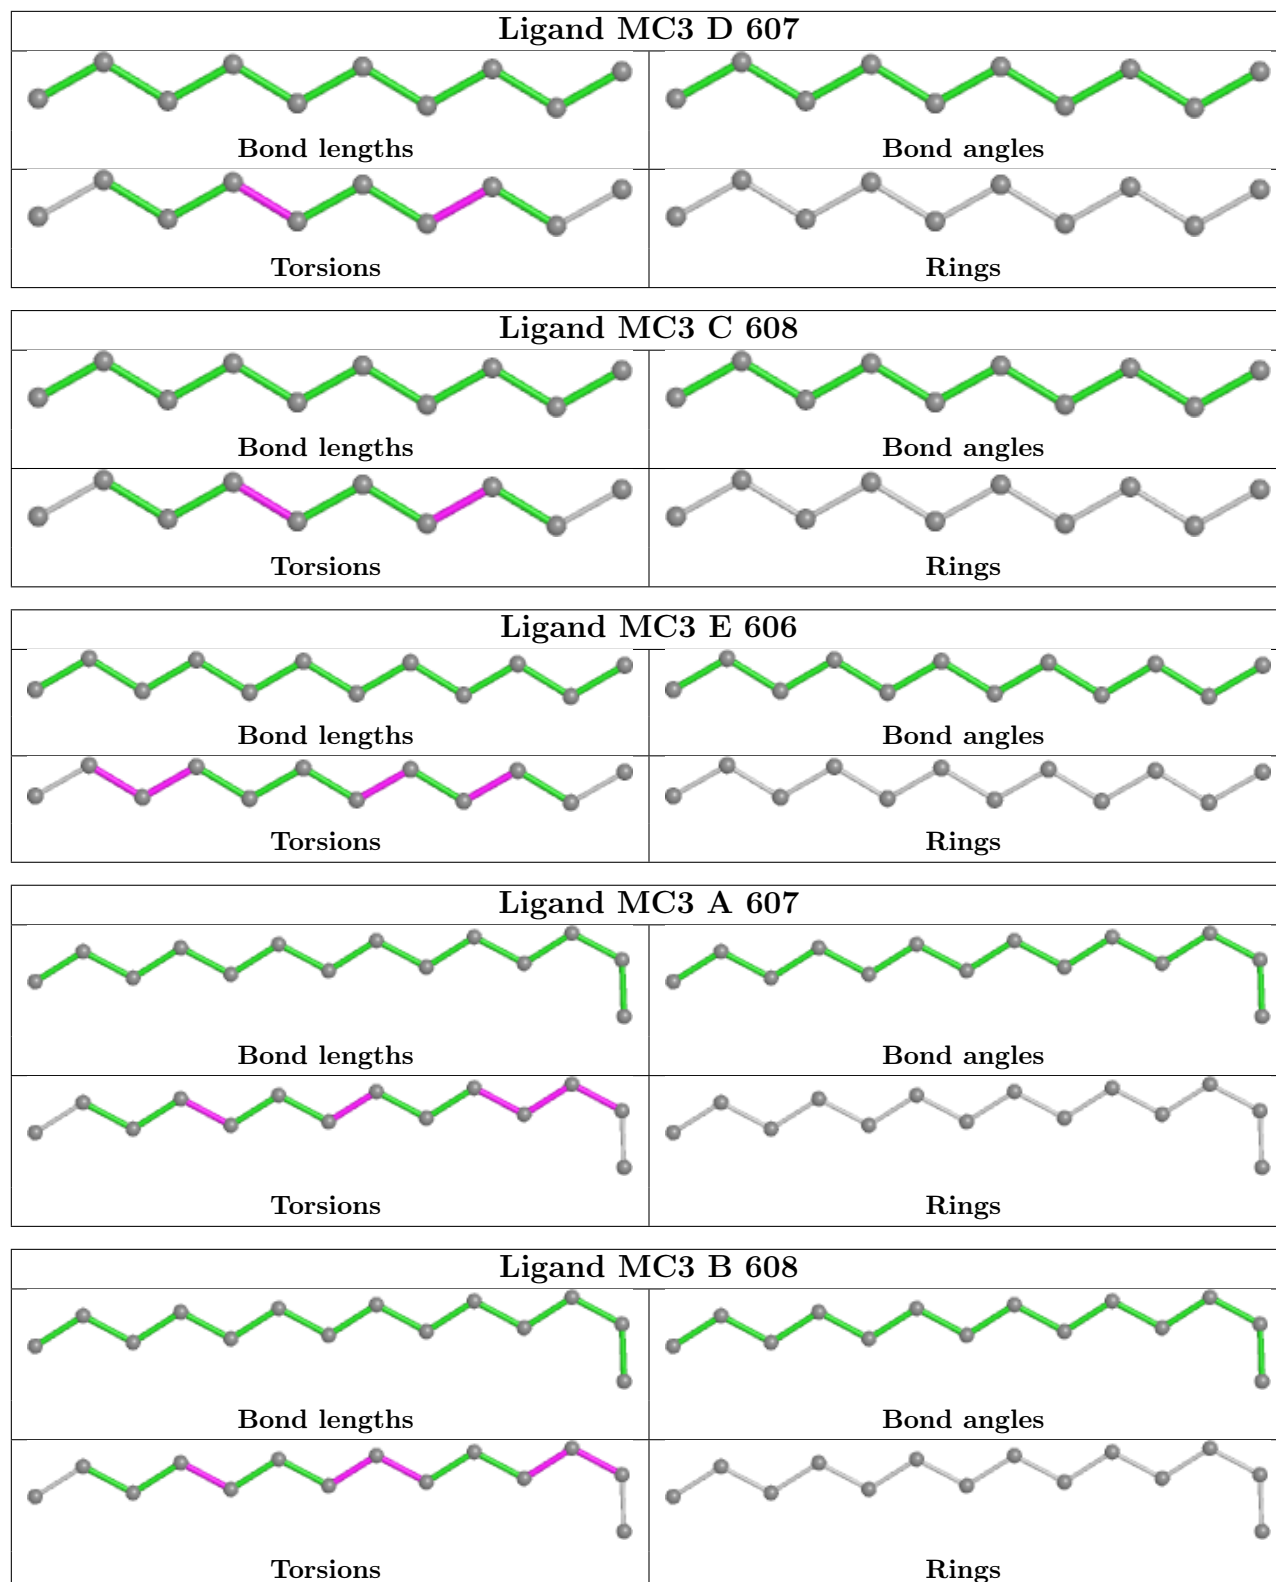 Ligand MC3 D 607
Bond lengths
Bond angles
Torsions
Rings
Ligand MC3 C 608
Bond lengths
Bond angles
Torsions
Rings
Ligand MC3 E 606
Bond lengths
Bond angles
Torsions
Rings
Ligand MC3 A 607
Bond lengths
Bond angles
Torsions
Rings
Ligand MC3 B 608
Bond lengths
Bond angles
Torsions
Rings